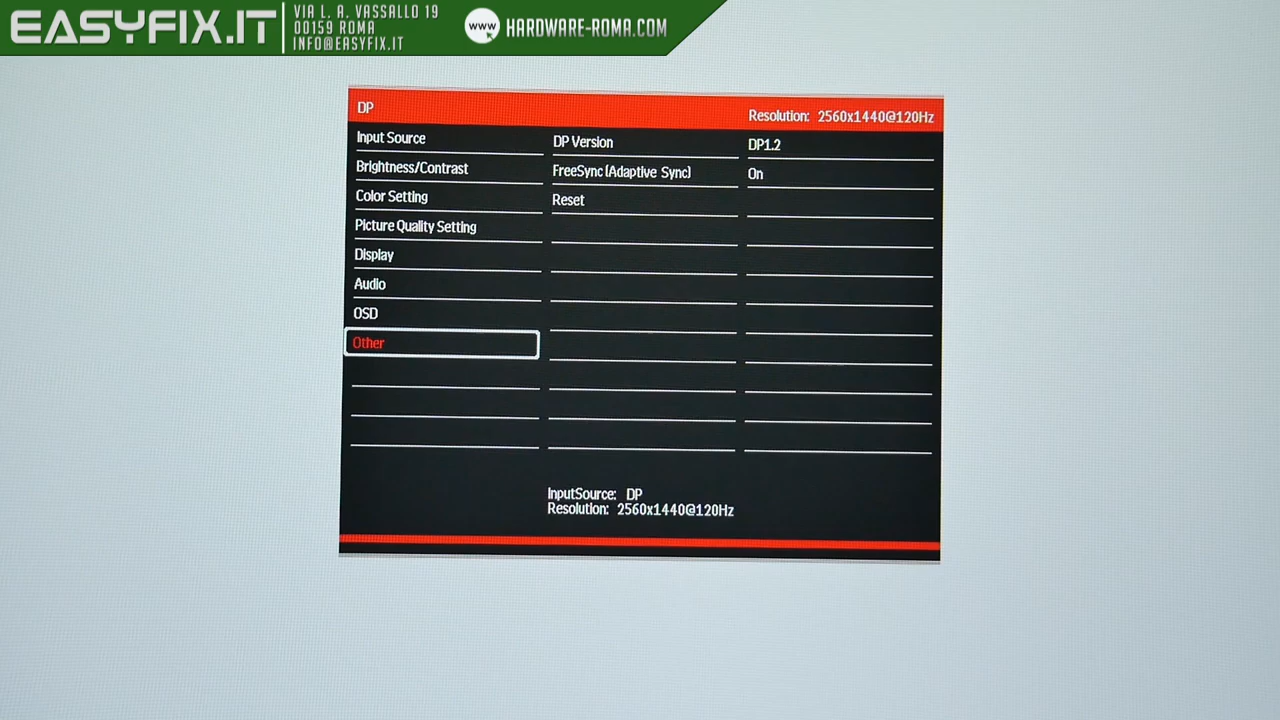 EASYFIX.IT
VIA L. A. VASSALLO 19
00159 ROMA
INFO@EASYFIX.IT
www
HARDWARE-ROMA.COM
DP
Resolution: 2560x1440@120Hz
Input Source
DP Version
DP1.2
Brightness/Contrast
FreeSync (Adaptive Sync)
On
Color Setting
Reset
Picture Quality Setting
Display
Audio
OSD
Other
InputSource: DP
Resolution: 2560x1440@120Hz